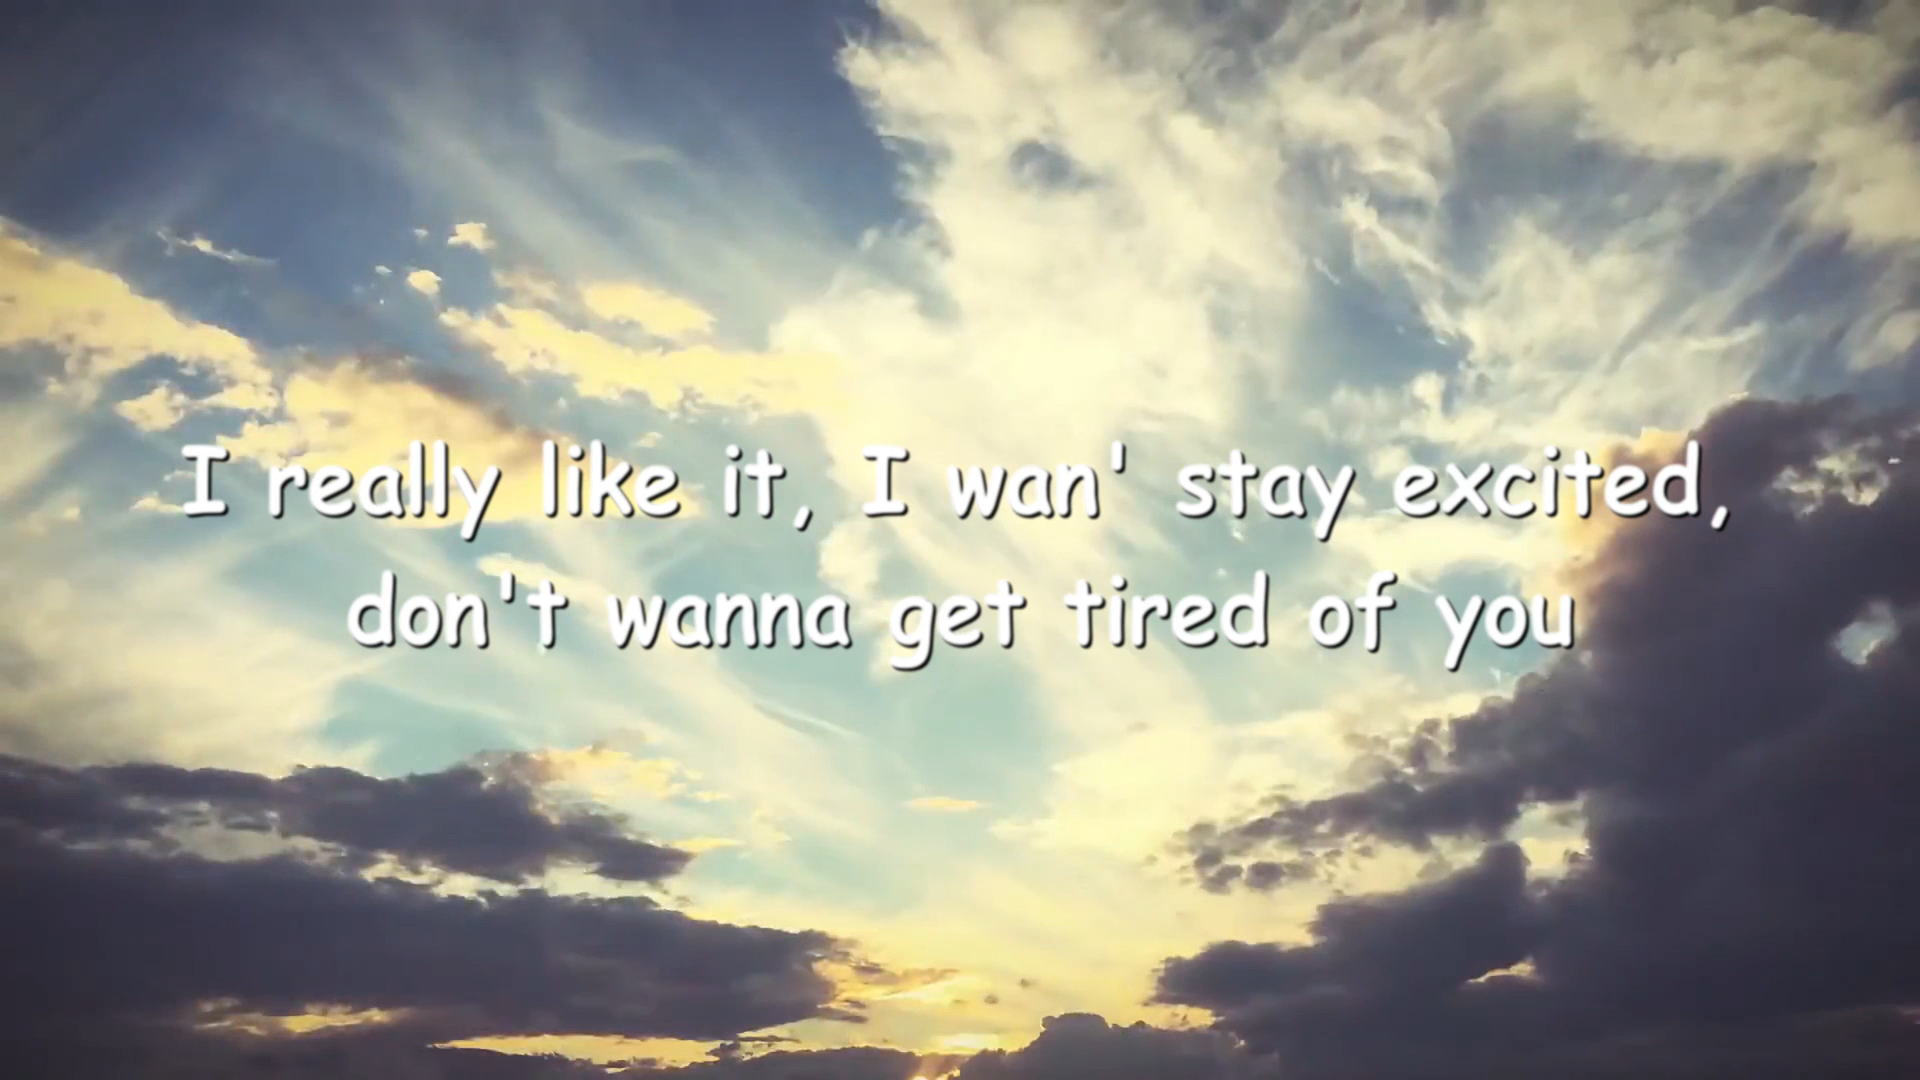 I really like it, I wan' stay excited,
don't wanna get tired of you